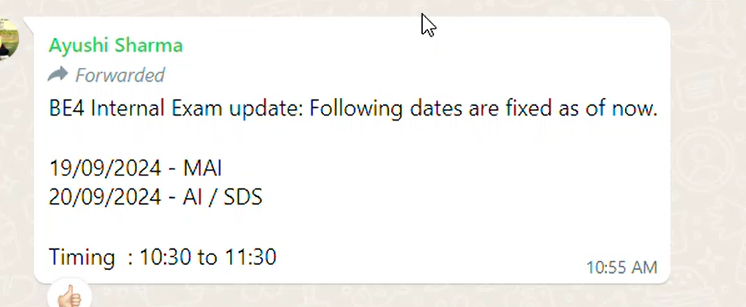 Ayushi Sharma
Forwarded
BE4 Internal Exam update: Following dates are fixed as of now.
19/09/2024 - MAI
20/09/2024 - AI / SDS
Timing  : 10:30 to 11:30
10:55 AM